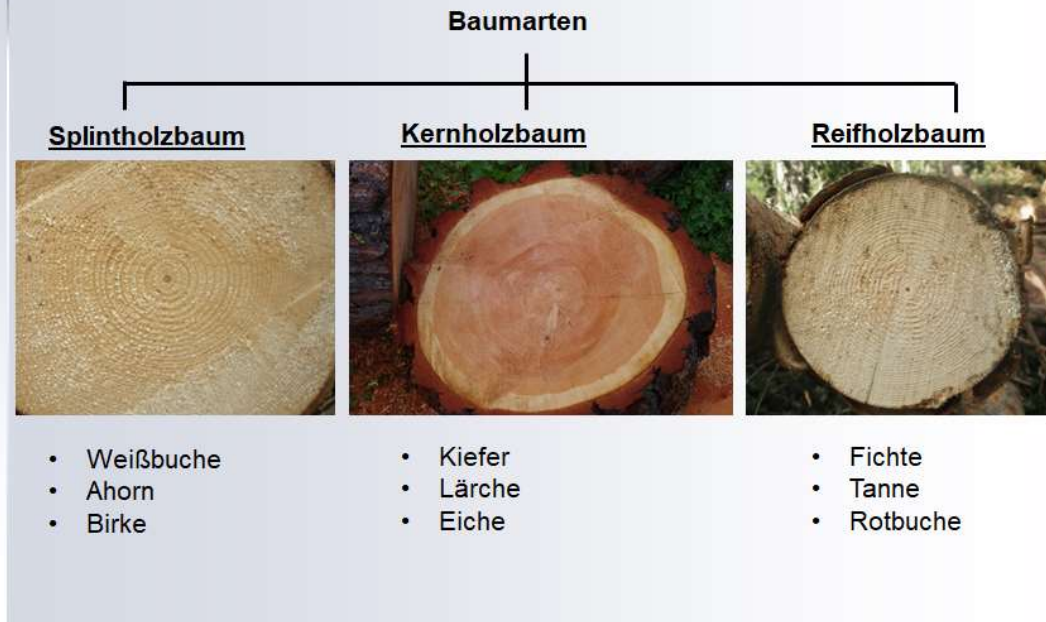 Baumarten
Splintholzbaum
Kernholzbaum
Reifholzbaum
• Weißbuche
• Ahorn
• Birke
• Kiefer
• Lärche
• Eiche
• Fichte
• Tanne
• Rotbuche